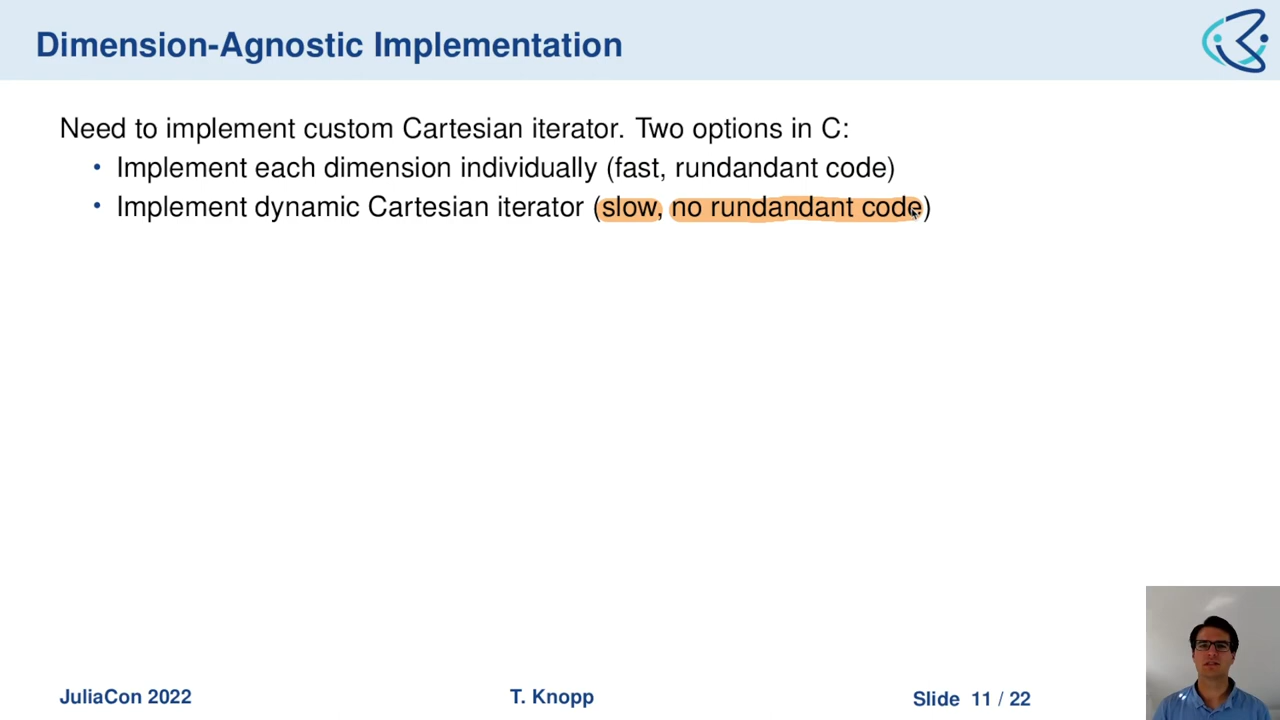 Dimension-Agnostic Implementation
Need to implement custom Cartesian iterator. Two options in C:
• Implement each dimension individually (fast, rundandant code)
• Implement dynamic Cartesian iterator (slow, no rundandant code)
JuliaCon 2022 T. Knopp Slide 11 / 22